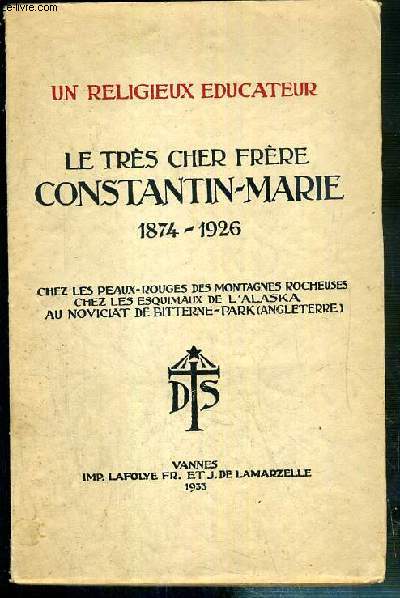 le-livre.com
UN RELIGIEUX EDUCATEUR
LE TRÈS CHER FRÈRE
CONSTANTIN-MARIE
1874 - 1926
CHEZ LES PEAUX-ROUGES DES MONTAGNES ROCHEUSES
CHEZ LES ESQUIMAUX DE L'ALASKA
AU NOVICIAT DE BITTERNE-PARK (ANGLETERRE)
D S
VANNES
IMP. LAFOLYE FR. ET J. DE LAMARZELLE
1933